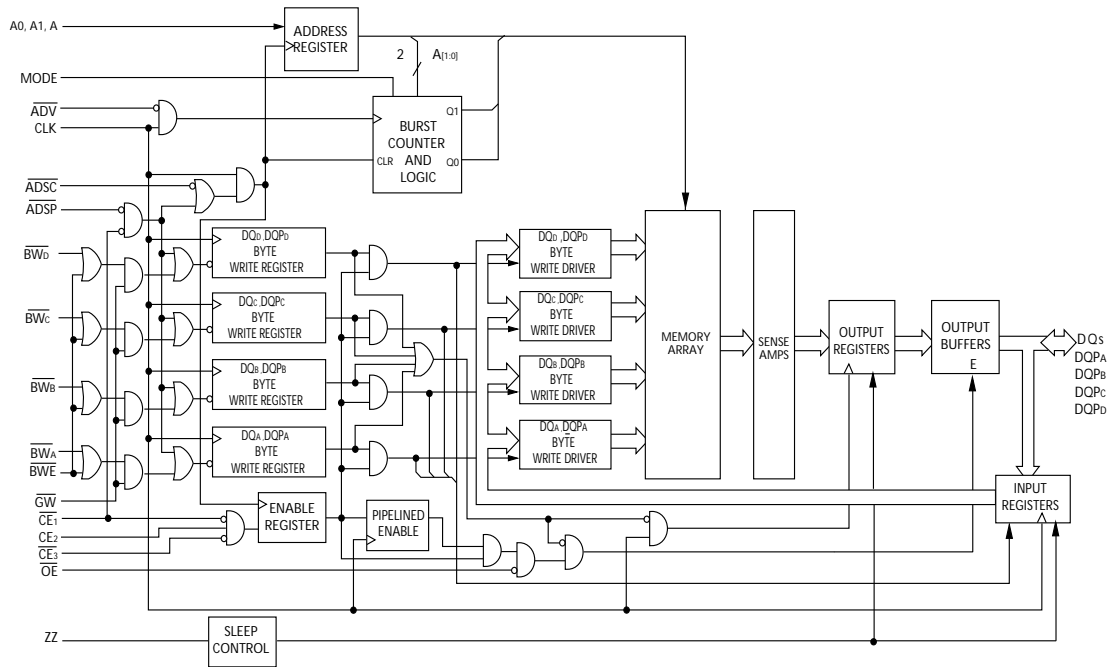 A0, A1, A
ADDRESS
REGISTER
2
A[1:0]
MODE
ADV
CLK
BURST
COUNTER
AND
LOGIC
CLR
Q1
Q0
ADSC
ADSP
BWD
BWC
BWB
BWA
BWE
GW
CE1
CE2
CE3
OE
ZZ
DQD,DQPD
BYTE
WRITE REGISTER
DQC,DQPC
BYTE
WRITE REGISTER
DQB,DQPB
BYTE
WRITE REGISTER
DQA,DQPA
BYTE
WRITE REGISTER
ENABLE
REGISTER
PIPELINED
ENABLE
SLEEP
CONTROL
DQD,DQPD
BYTE
WRITE DRIVER
DQC,DQPC
BYTE
WRITE DRIVER
DQB,DQPB
BYTE
WRITE DRIVER
DQA,DQPA
BYTE
WRITE DRIVER
MEMORY
ARRAY
SENSE
AMPS
OUTPUT
REGISTERS
OUTPUT
BUFFERS
E
DQs
DQPA
DQPB
DQPC
DQPD
INPUT
REGISTERS